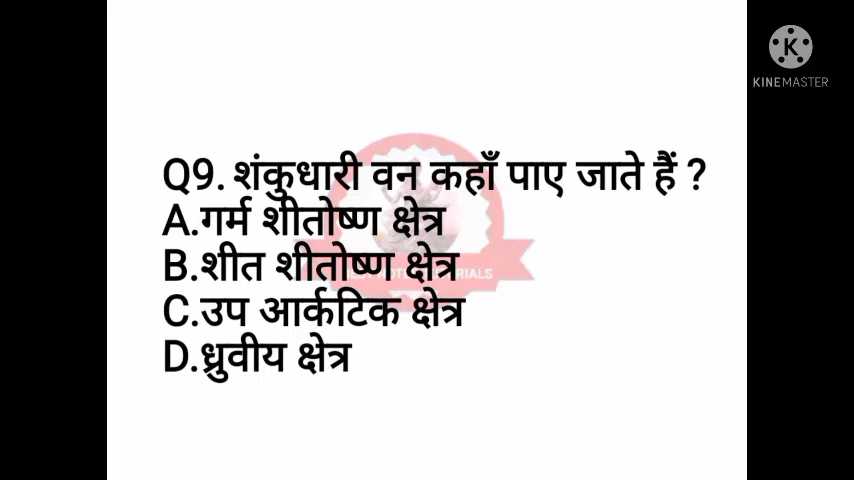 KINEMASTER
Q9. शंकुधारी वन कहाँ पाए जाते हैं ?
A.गर्म शीतोष्ण क्षेत्र
B.शीत शीतोष्ण क्षेत्र
C.उप आर्कटिक क्षेत्र
D.ध्रुवीय क्षेत्र